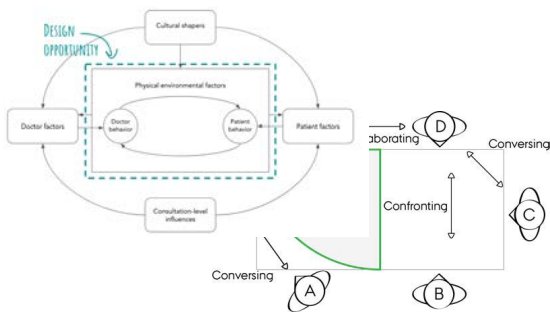 DESIGN
OPPORTUNITY
Cultural shapers
Physical environmental factors
Doctor factors
Doctor
behavior
Patient
behavior
Patient factors
Consultation-level
influences
aborating
D
Conversing
Confronting
C
Conversing
A
B